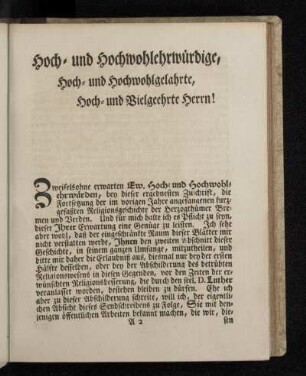 Hoch- und Hochwohlehrwürdige,
Hoch- und Hochwohlgelahrte,
Hoch- und Vielgeehrte Herrn!
Zweifelsohne erwarten Ew. Hoch- und Hochwohl-
ehrwürden, bey dieser Zuschrift, die
Fortsetzung der im vorigen Jahre angefangenen kurz-
gefaßten Religionsgeschichte der Herzogthümer Bre-
men und Verden. Und für mich halte ich es Pflicht zu seyn,
dieser Ihrer Erwartung eine Genüge zu leisten. Ich sehe
aber wohl, daß der eingeschränkte Raum dieser Blätter mir
nicht verstatten werde, Ihnen den zweiten Abschnitt dieser
Geschichte, in seinem ganzen Umfange, mitzutheilen, und
bitte mir daher die Erlaubniß aus, diesmal nur bey der ersten
Hälfte desselben, oder bey der Abschilderung des betrübten
Religionswesens in diesen Gegenden, vor den Zeiten der er-
wünschten Religionsbesserung, die durch den seel. D. Luther
veranlasset worden, bestehen bleiben zu dürfen. Ehe ich
aber zu dieser Abschilderung schreite, will ich, der eigentli-
chen Absicht dieses Sendschreibens zu Folge, Sie mit den-
jenigen öffentlichen Arbeiten bekannt machen, die wir, die-
A 2 sen